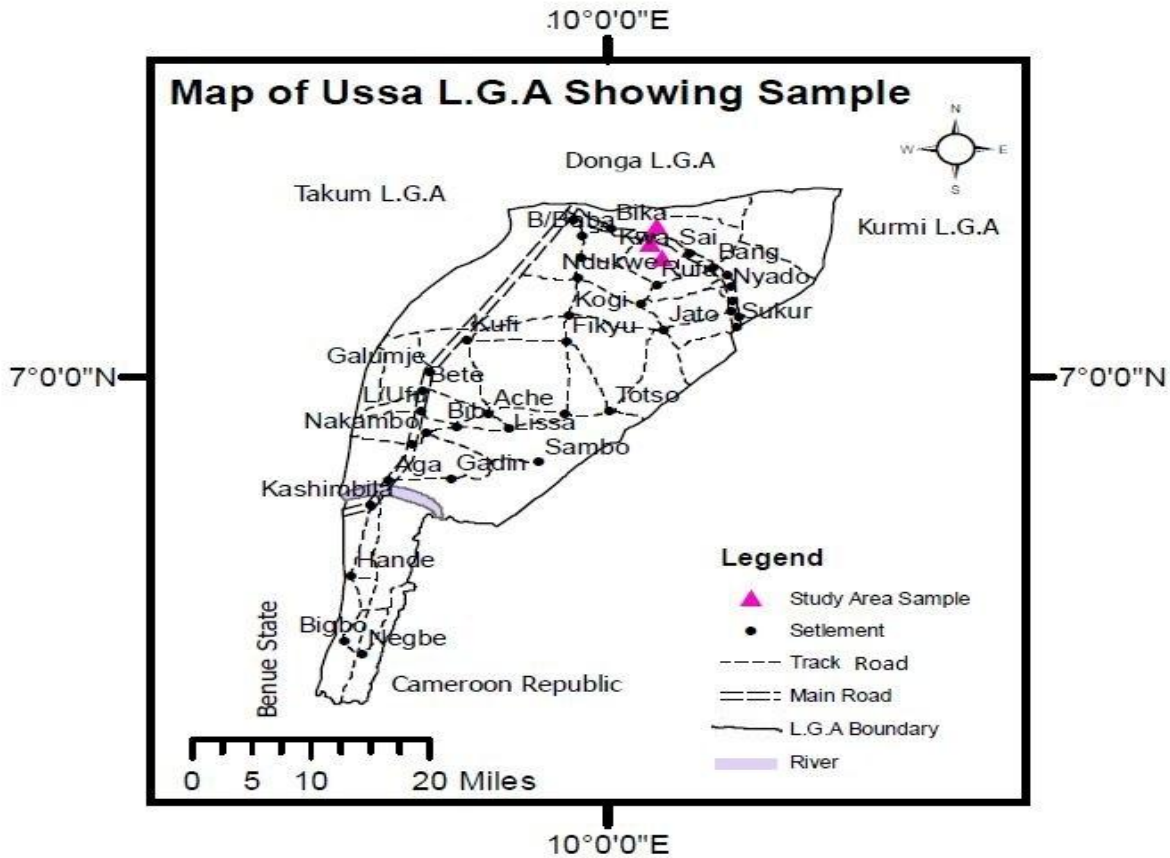 10°0'0"E
Map of Ussa L.G.A Showing Sample
N
W E
S
Donga L.G.A
Takum L.G.A
Kurmi L.G.A
B/Baba
Bika
Kwa
Sai
Bang
Ndukwe
Rufu
Nyado
Kogi
Jato
Sukur
Kufi
Fikyu
Galumje
7°0'0"N
7°0'0"N
Bete
L/Ufu
Ache
Totso
Nakambo
Bibi
Lissa
Sambo
Aga
Gadin
Kashimbila
Hande
Bigbo
Negbe
Benue State
Cameroon Republic
Legend
Study Area Sample
Setlement
Track Road
Main Road
L.G.A Boundary
River
0 5 10 20 Miles
10°0'0"E